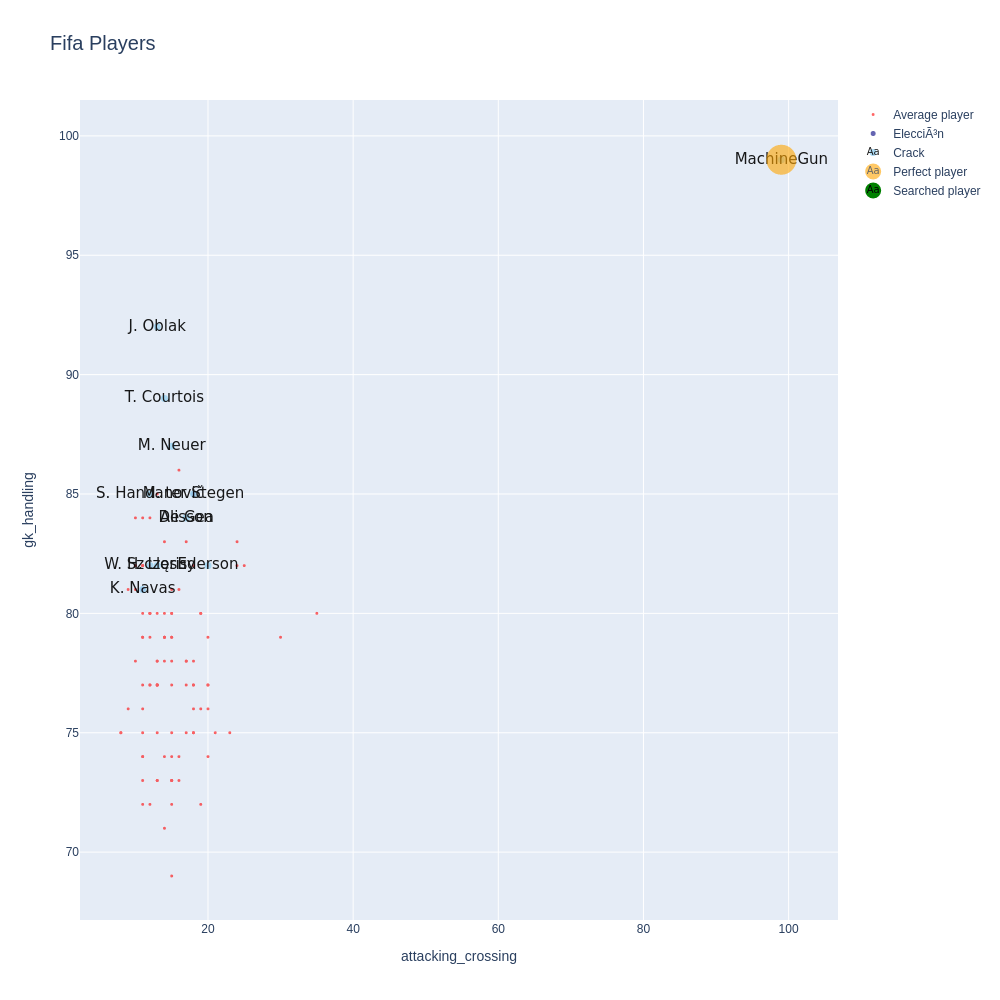 Fifa Players
Average player
ElecciÃ³n
Aa Crack
Aa Perfect player
Aa Searched player
100
95
90
85
80
75
70
gk_handling
MachineGun
J. Oblak
T. Courtois
M. Neuer
S. Handanovič
M. ter Stegen
De Gea
Alisson
W. Szczęsny
H. Lloris
Ederson
K. Navas
20
40
60
80
100
attacking_crossing